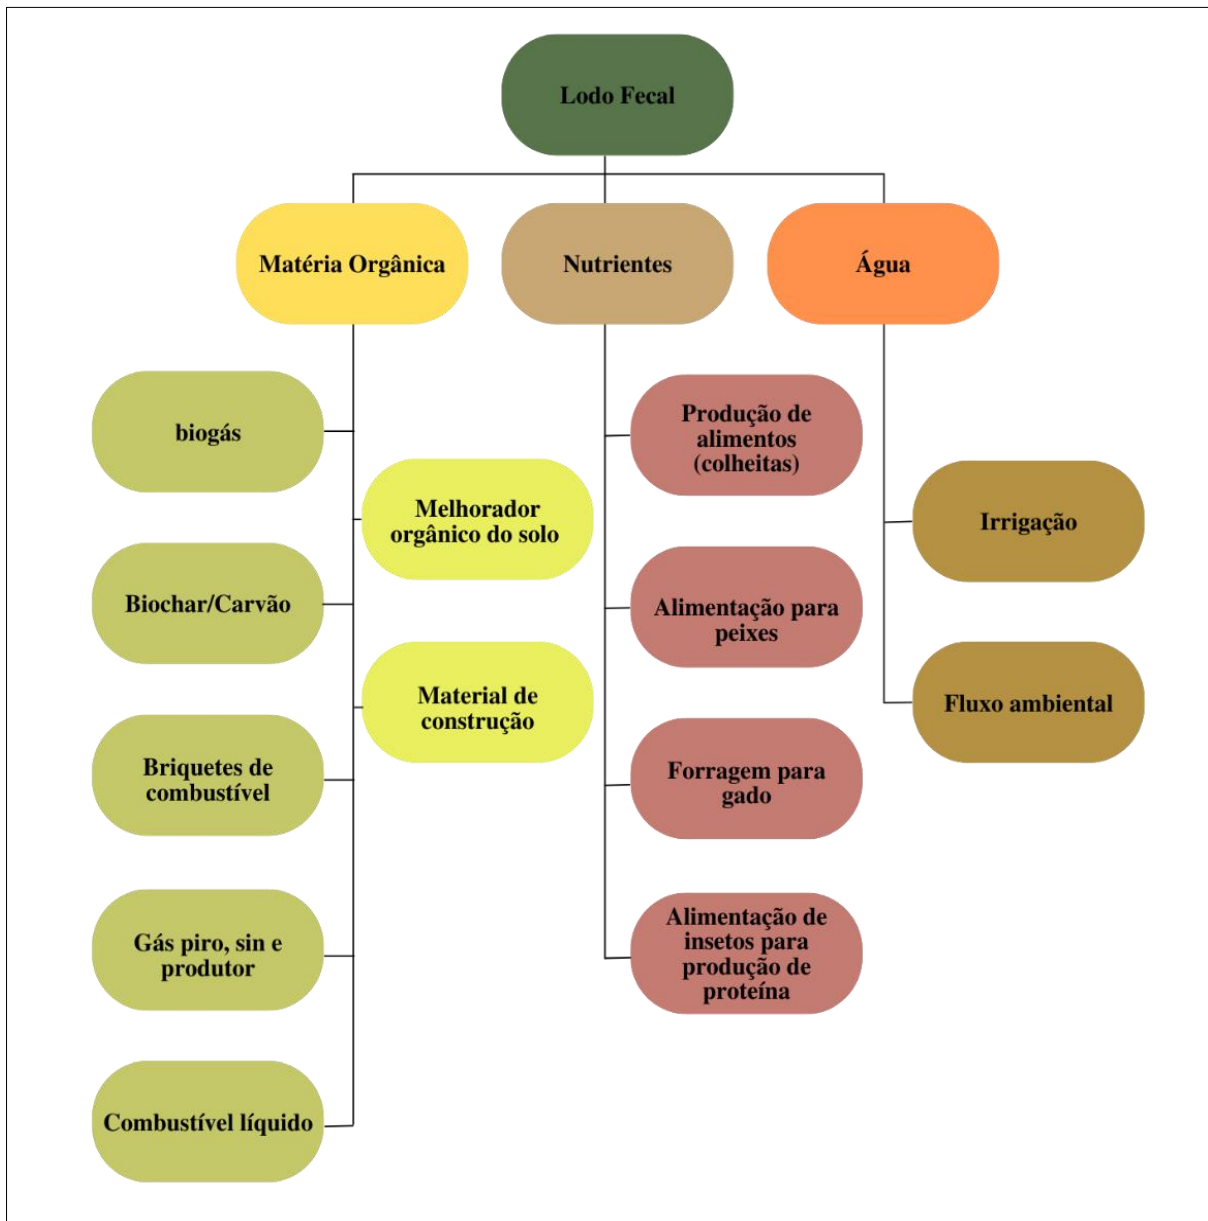 Lodo Fecal
Matéria Orgânica
Nutrientes
Água
biogás
Biochar/Carvão
Briquetes de
combustível
Gás piro, sin e
produtor
Combustível líquido
Melhorador
orgânico do solo
Material de
construção
Produção de
alimentos
(colheitas)
Alimentação para
peixes
Forragem para
gado
Alimentação de
insetos para
produção de
proteína
Irrigação
Fluxo ambiental